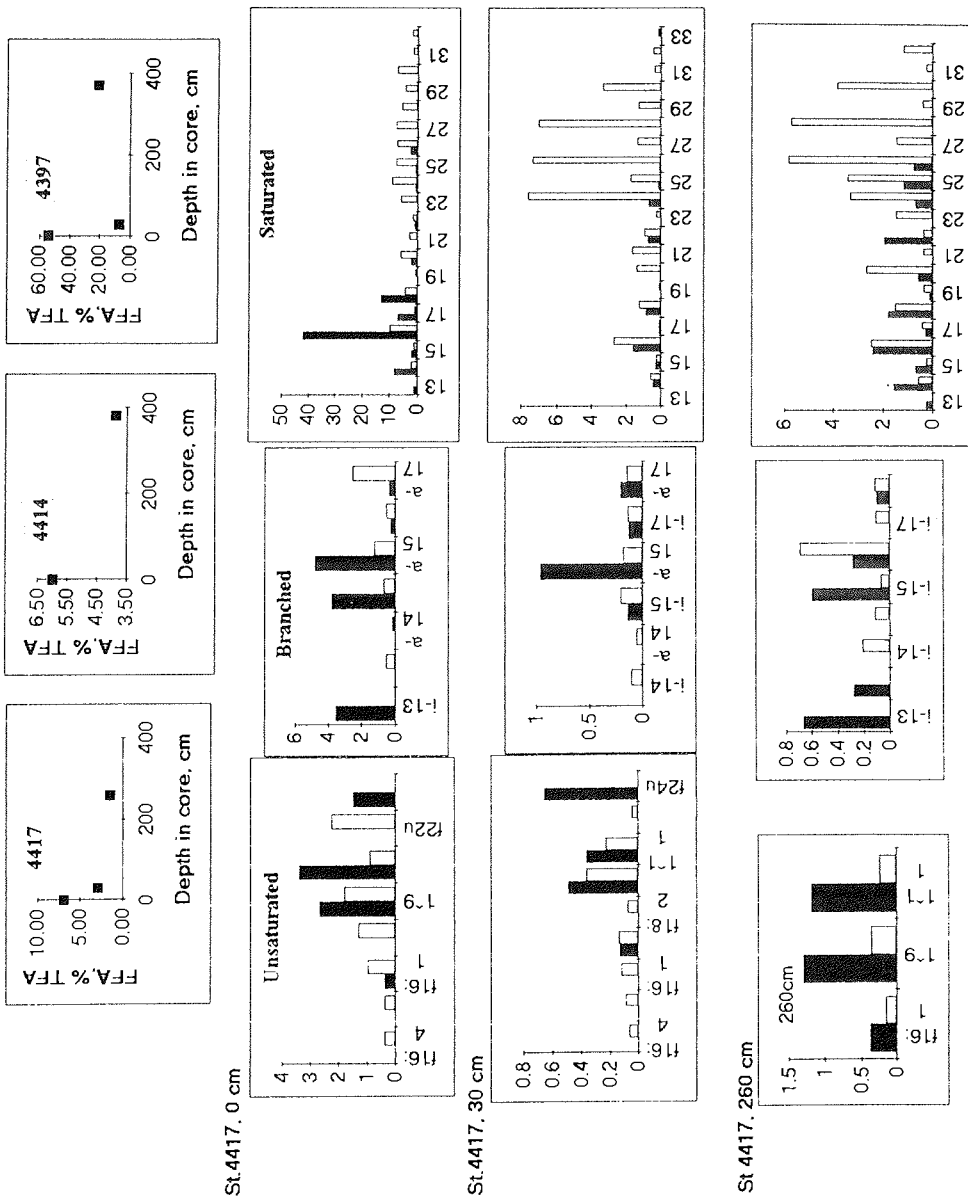 4417
FFA, % TFA
10.00
5.00
0.00
0
200
400
Depth in core, cm
4414
FFA, % TFA
6.50
5.50
4.50
3.50
0
200
400
Depth in core, cm
4397
FFA, % TFA
60.00
40.00
20.00
0.00
0
200
400
Depth in core, cm
St.4417, 0 cm
Unsaturated
4
3
2
1
0
f16:
4
f16:
1
1^9
f22u
Branched
6
4
2
0
i-13
a-
14
a-
15
a-
17
Saturated
50
40
30
20
10
0
13 15 17 19 21 23 25 27 29 31
St.4417, 30 cm
0.8
0.6
0.4
0.2
0
f16:
4
f16:
1
f18:
2
1^1
1
f24u
1
0.5
0
i-14
a-
14
i-15
a-
15
i-17
a-
17
8
6
4
2
0
13 15 17 19 21 23 25 27 29 31 33
St 4417, 260 cm
260cm
1.5
1
0.5
0
f16:
1
1^9
1^1
1
0.8
0.6
0.4
0.2
0
i-13
i-14
i-15
i-17
6
4
2
0
13 15 17 19 21 23 25 27 29 31